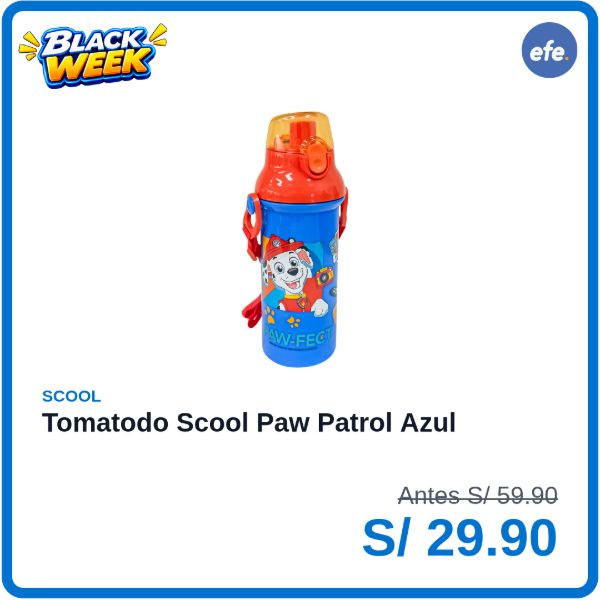 BLACK
WEEK
efe.
PAW-FECT
SCOOL
Tomatodo Scool Paw Patrol Azul
Antes S/ 59.90
S/ 29.90